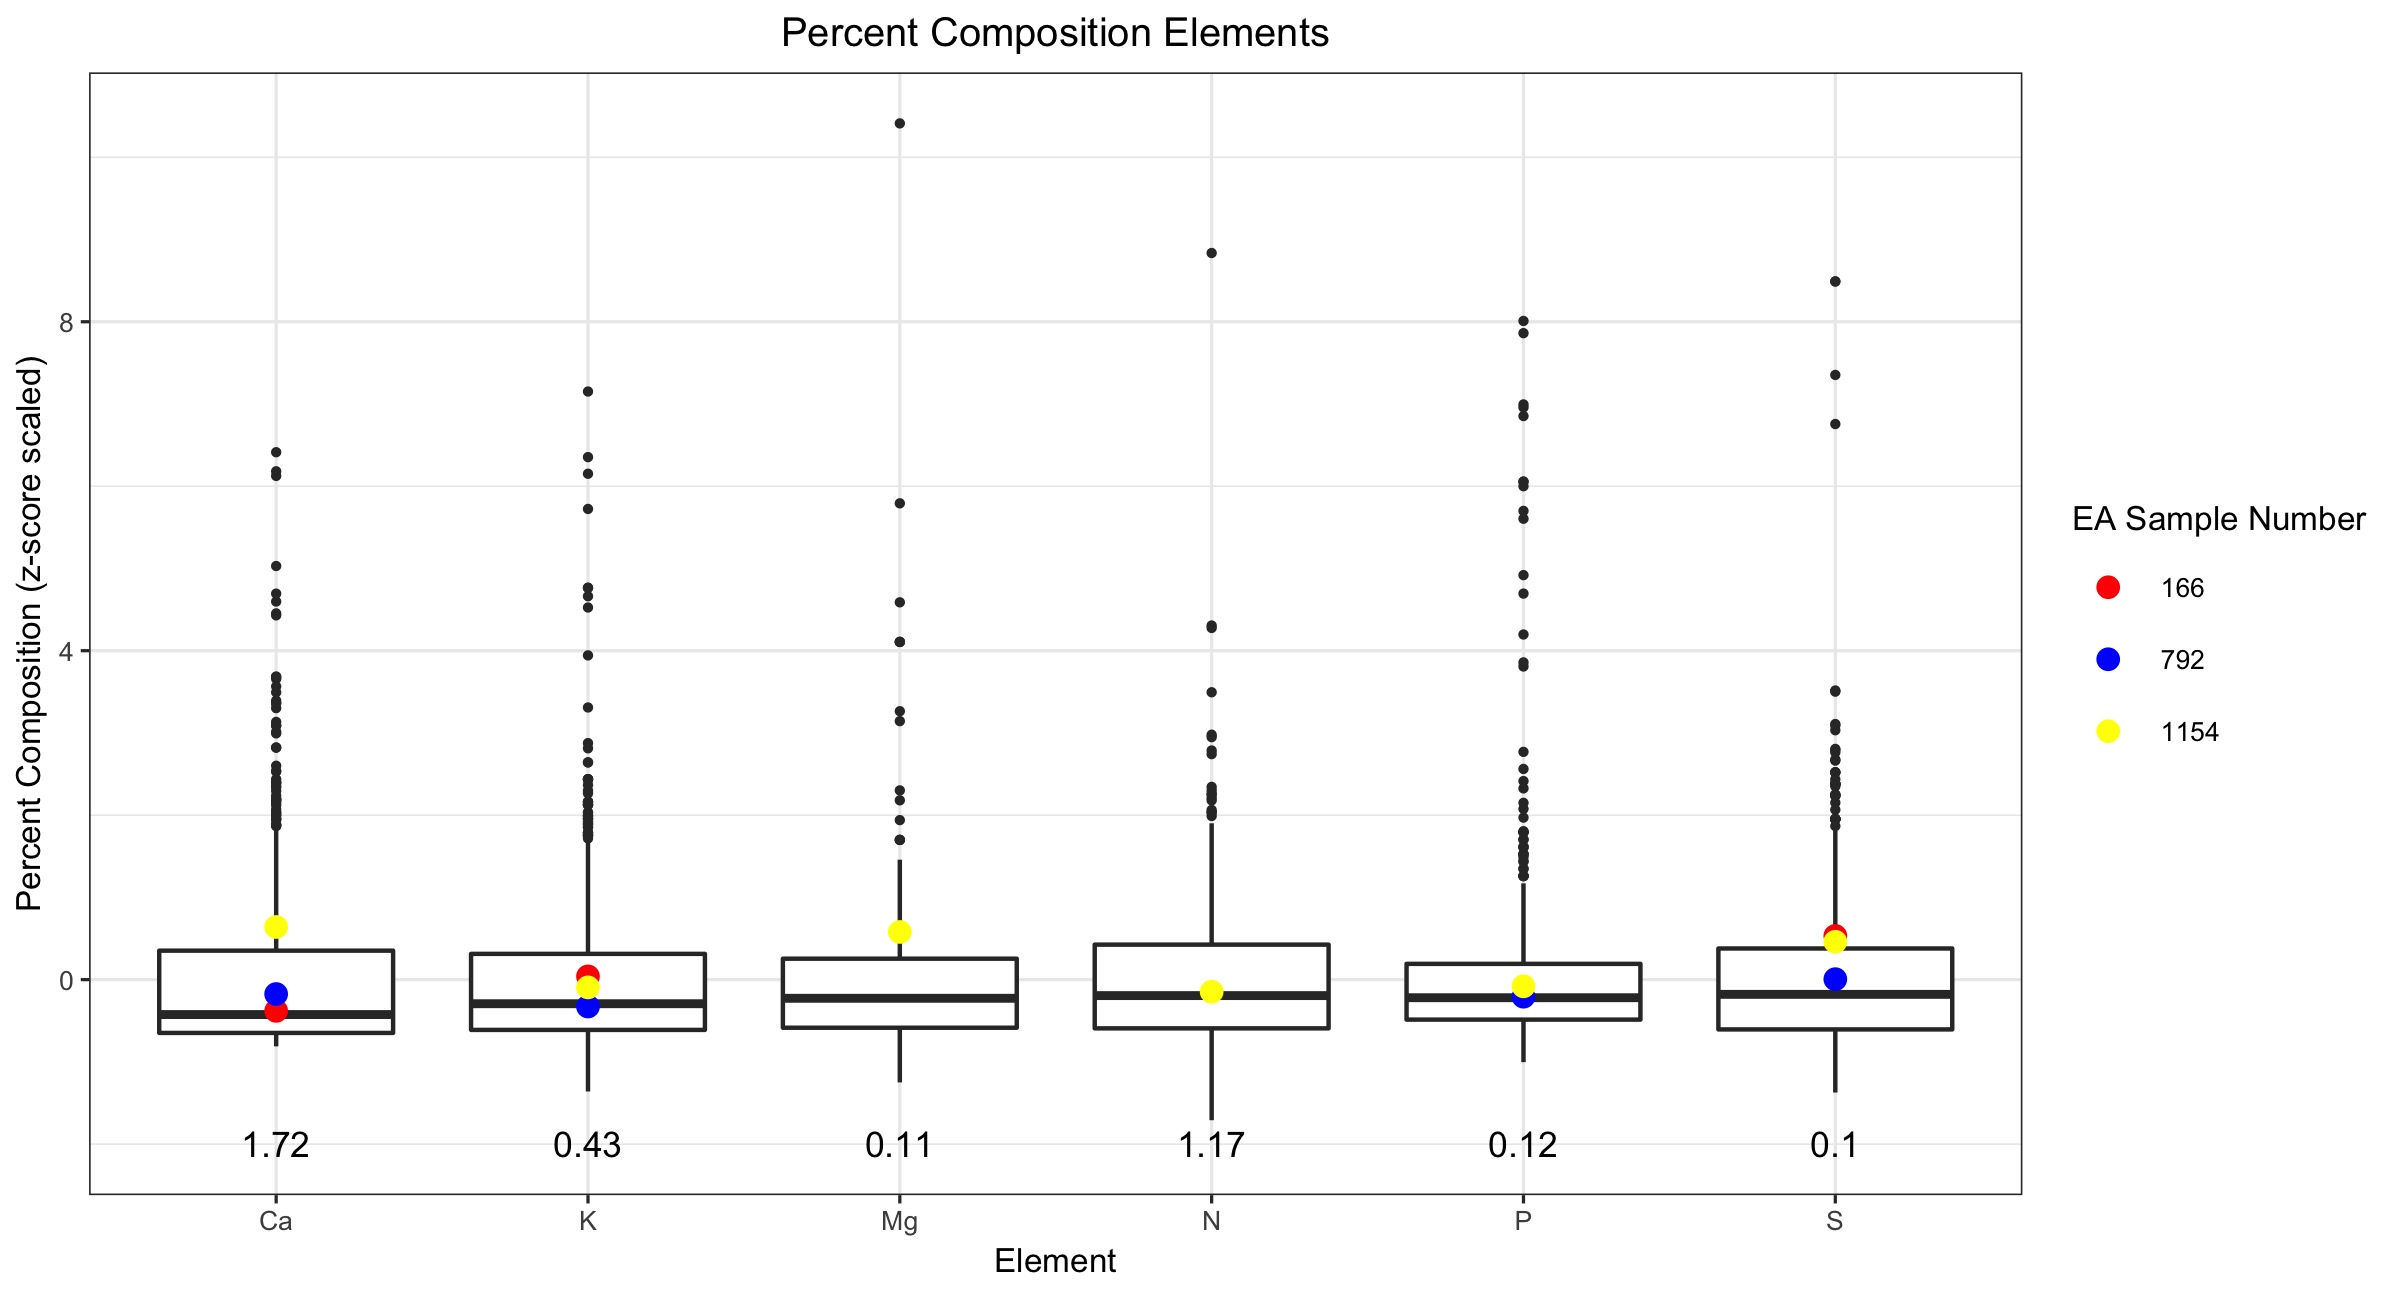 Percent Composition Elements
Percent Composition (z-score scaled)
8
4
0
1.72 0.43 0.11 1.17 0.12 0.1
Ca K Mg N P S
Element
EA Sample Number
166
792
1154